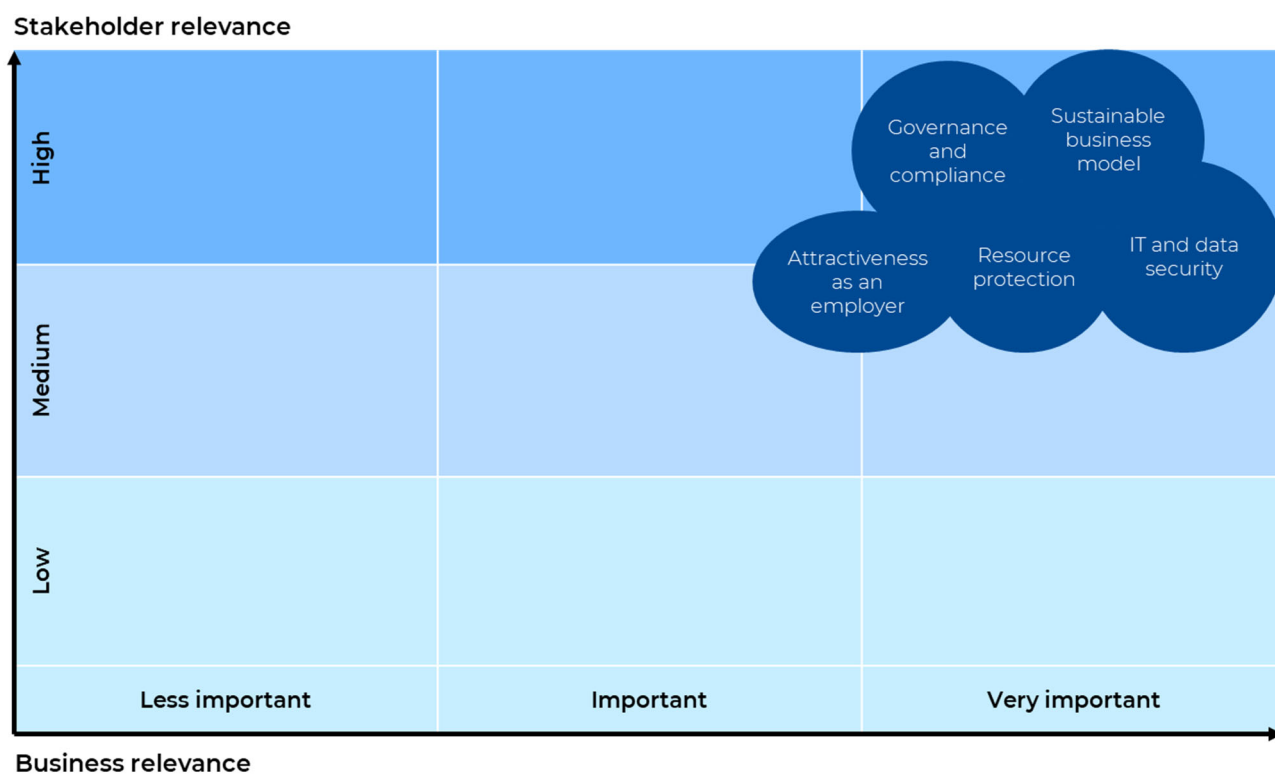 Stakeholder relevance
High
Governance
and
compliance
Sustainable
business
model
Attractiveness
as an
employer
Resource
protection
IT and data
security
Medium
Low
Less important
Important
Very important
Business relevance